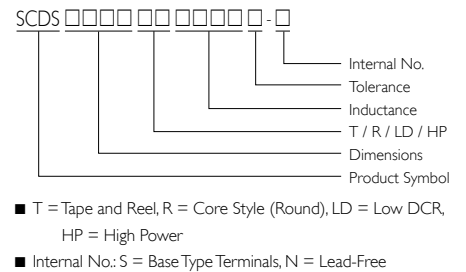 SCDS □□□□ □□ □□□□ □ - □
Internal No.
Tolerance
Inductance
T / R / LD / HP
Dimensions
Product Symbol
■ T = Tape and Reel, R = Core Style (Round), LD = Low DCR,
HP = High Power
■ Internal No.: S = Base Type Terminals, N = Lead-Free